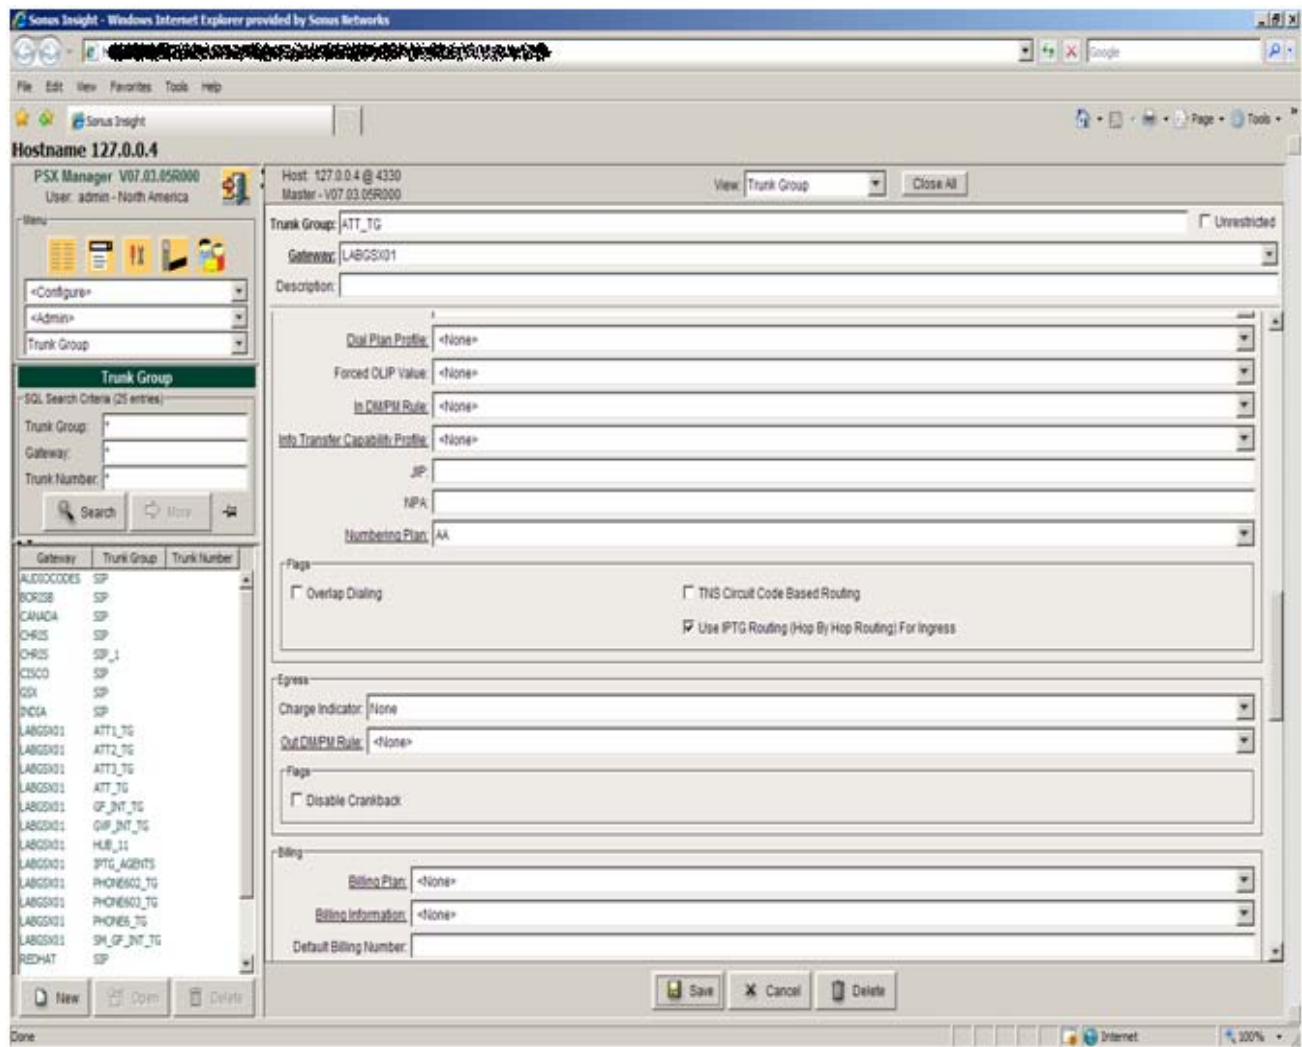 Sonus Insight - Windows Internet Explorer provided by Sonus Networks
Google
File Edit View Favorites Tools Help
Sonus Insight
Page Tools
Hostname 127.0.0.4
PSX Manager V07.03.05R000
User: admin - North America
Menu
<Configure>
<Admin>
Trunk Group
Trunk Group
SQL Search Criteria (25 entries)
Trunk Group: *
Gateway: *
Trunk Number: *
Search More
Gateway Trunk Group Trunk Number
AUDIOCODES SIP
BORISB SIP
CANADA SIP
CHRIS SIP
CHRIS SIP_1
CISCO SIP
GSX SIP
INDIA SIP
LABGSX01 ATT1_TG
LABGSX01 ATT2_TG
LABGSX01 ATT3_TG
LABGSX01 ATT_TG
LABGSX01 GF_INT_TG
LABGSX01 GVP_INT_TG
LABGSX01 HUB_11
LABGSX01 IPTG_AGENTS
LABGSX01 PHONE602_TG
LABGSX01 PHONE603_TG
LABGSX01 PHONE6_TG
LABGSX01 SM_GF_INT_TG
REDHAT SIP
New Open Delete
Host: 127.0.0.4 @ 4330
Master - V07.03.05R000
View: Trunk Group Close All
Trunk Group: ATT_TG Unrestricted
Gateway: LABGSX01
Description:
Dial Plan Profile: <None>
Forced OLIP Value: <None>
In DM/PM Rule: <None>
Info Transfer Capability Profile: <None>
JIP:
NPA:
Numbering Plan: AA
Flags
Overlap Dialing TNS Circuit Code Based Routing
Use IPTG Routing (Hop By Hop Routing) For Ingress
Egress
Charge Indicator: None
Out DM/PM Rule: <None>
Flags
Disable Crankback
Billing
Billing Plan: <None>
Billing Information: <None>
Default Billing Number:
Save Cancel Delete
Done
Internet 100%